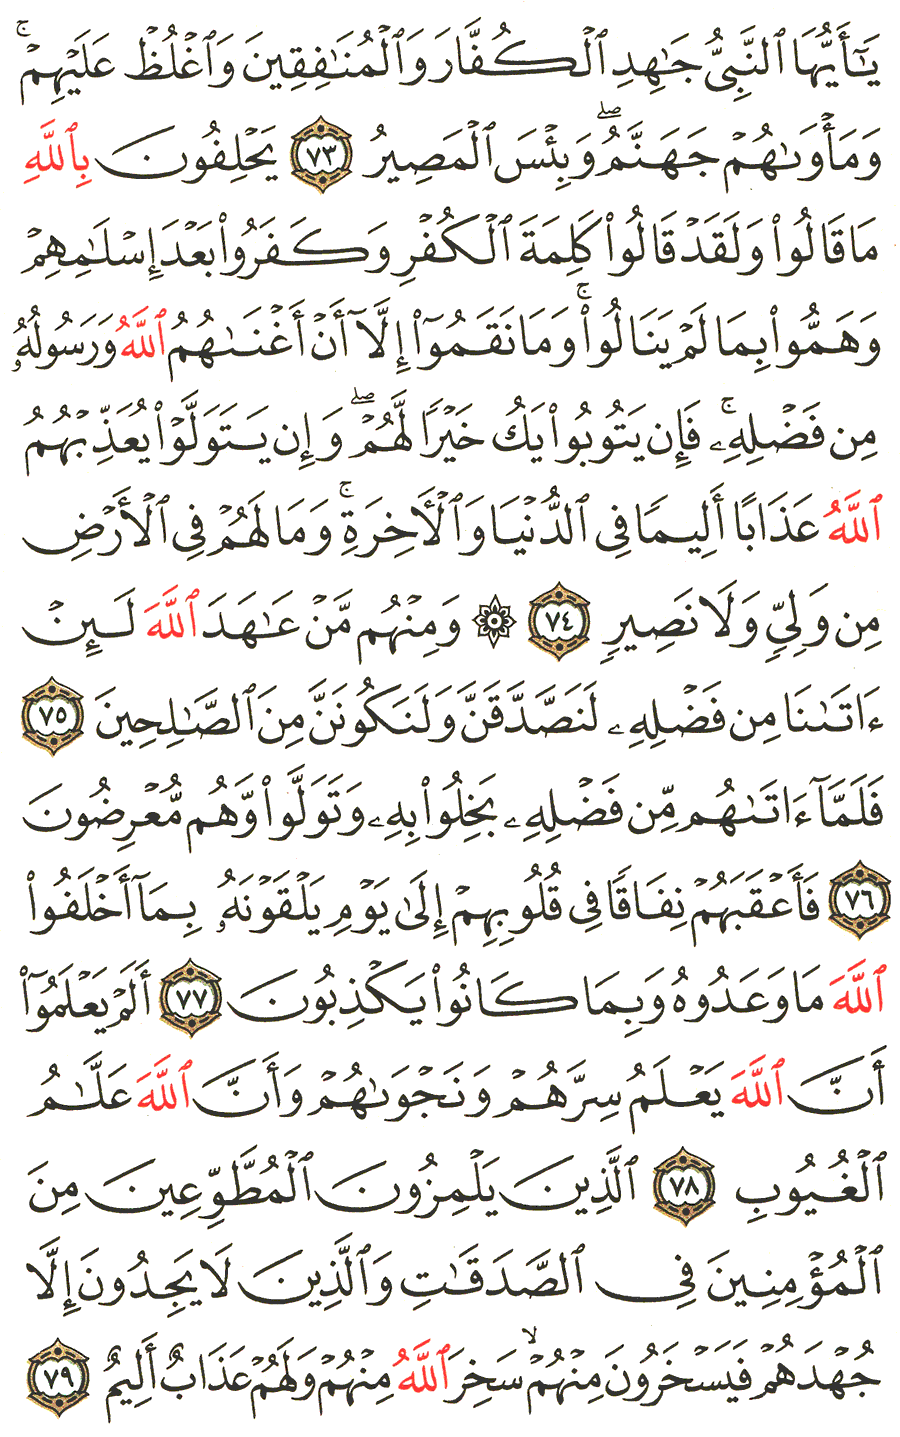 يَٰٓأَيُّهَا ٱلنَّبِيُّ جَٰهِدِ ٱلۡكُفَّارَ وَٱلۡمُنَٰفِقِينَ وَٱغۡلُظۡ عَلَيۡهِمۡۚ
وَمَأۡوَىٰهُمۡ جَهَنَّمُۖ وَبِئۡسَ ٱلۡمَصِيرُ ٧٣ يَحۡلِفُونَ بِٱللَّهِ
مَا قَالُواْ وَلَقَدۡ قَالُواْ كَلِمَةَ ٱلۡكُفۡرِ وَكَفَرُواْ بَعۡدَ إِسۡلَٰمِهِمۡ
وَهَمُّواْ بِمَا لَمۡ يَنَالُواْۚ وَمَا نَقَمُوٓاْ إِلَّآ أَنۡ أَغۡنَىٰهُمُ ٱللَّهُ وَرَسُولُهُۥ
مِن فَضۡلِهِۦۚ فَإِن يَتُوبُواْ يَكُ خَيۡرٗا لَّهُمۡۖ وَإِن يَتَوَلَّوۡاْ يُعَذِّبۡهُمُ
ٱللَّهُ عَذَابًا أَلِيمٗا فِي ٱلدُّنۡيَا وَٱلۡأٓخِرَةِۚ وَمَا لَهُمۡ فِي ٱلۡأَرۡضِ
مِن وَلِيّٖ وَلَا نَصِيرٖ ٧٤ ۞ وَمِنۡهُم مَّنۡ عَٰهَدَ ٱللَّهَ لَئِنۡ
ءَاتَىٰنَا مِن فَضۡلِهِۦ لَنَصَّدَّقَنَّ وَلَنَكُونَنَّ مِنَ ٱلصَّٰلِحِينَ ٧٥
فَلَمَّآ ءَاتَىٰهُم مِّن فَضۡلِهِۦ بَخِلُواْ بِهِۦ وَتَوَلَّواْ وَّهُم مُّعۡرِضُونَ
٧٦ فَأَعۡقَبَهُمۡ نِفَاقٗا فِي قُلُوبِهِمۡ إِلَىٰ يَوۡمِ يَلۡقَوۡنَهُۥ بِمَآ أَخۡلَفُواْ
ٱللَّهَ مَا وَعَدُوهُ وَبِمَا كَانُواْ يَكۡذِبُونَ ٧٧ أَلَمۡ يَعۡلَمُوٓاْ
أَنَّ ٱللَّهَ يَعۡلَمُ سِرَّهُمۡ وَنَجۡوَىٰهُمۡ وَأَنَّ ٱللَّهَ عَلَّٰمُ
ٱلۡغُيُوبِ ٧٨ ٱلَّذِينَ يَلۡمِزُونَ ٱلۡمُطَّوِّعِينَ مِنَ
ٱلۡمُؤۡمِنِينَ فِي ٱلصَّدَقَٰتِ وَٱلَّذِينَ لَا يَجِدُونَ إِلَّا
جُهۡدَهُمۡ فَيَسۡخَرُونَ مِنۡهُمۡۙ سَخِرَ ٱللَّهُ مِنۡهُمۡ وَلَهُمۡ عَذَابٌ أَلِيمٌ ٧٩